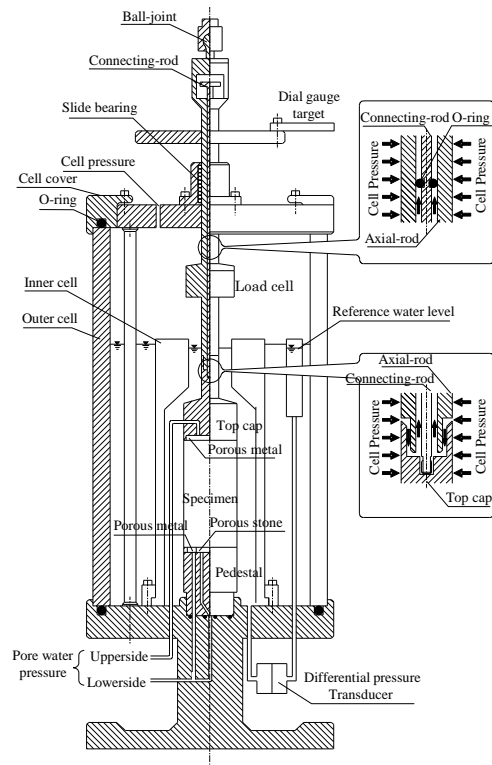 Ball-joint
Connecting-rod
Slide bearing
Dial gauge
target
Cell pressure
Cell cover
O-ring
Inner cell
Outer cell
Load cell
Reference water level
Top cap
Porous metal
Specimen
Porous metal
Porous stone
Pedestal
Pore water
pressure
Upperside
Lowerside
Differential pressure
Transducer
Connecting-rod
O-ring
Cell Pressure
Cell Pressure
Axial-rod
Axial-rod
Connecting-rod
Cell Pressure
Cell Pressure
Top cap